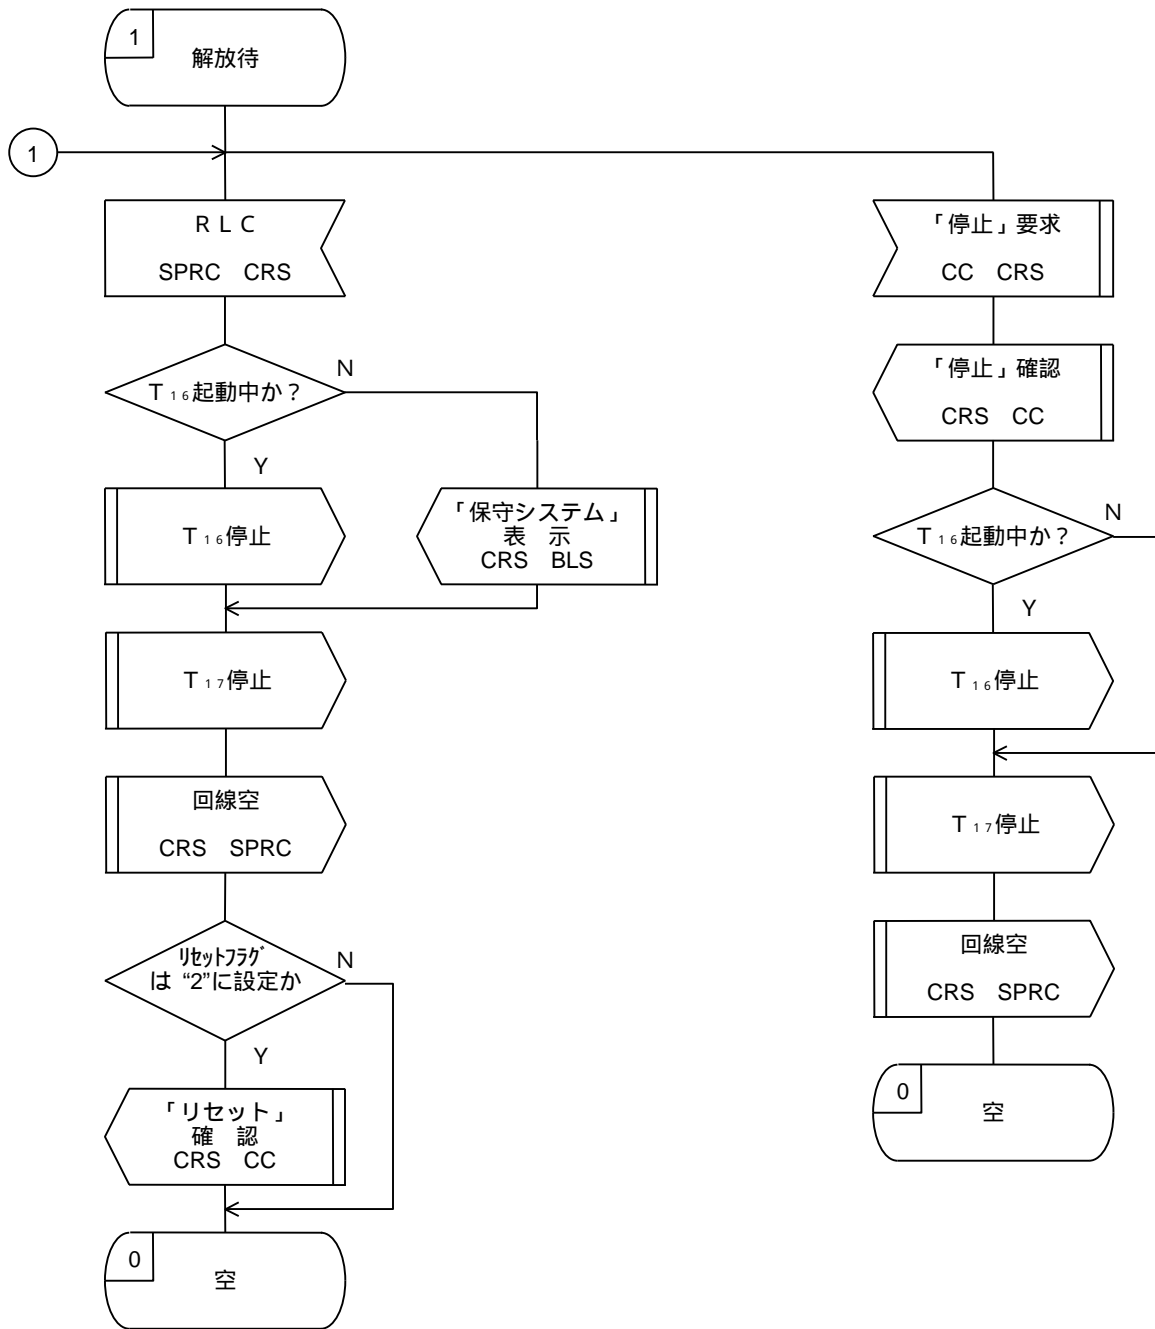 1
解放待
1
ＲＬＣ
SPRC CRS
T₁₆起動中か？
N
Y
T₁₆停止
「保守システム」
表 示
CRS BLS
T₁₇停止
回線空
CRS SPRC
ﾘｾｯﾄﾌﾗｸﾞ
は “2”に設定か
N
Y
「リセット」
確 認
CRS CC
0
空
「停止」要求
CC CRS
「停止」確認
CRS CC
T₁₆起動中か？
N
Y
T₁₆停止
T₁₇停止
回線空
CRS SPRC
0
空